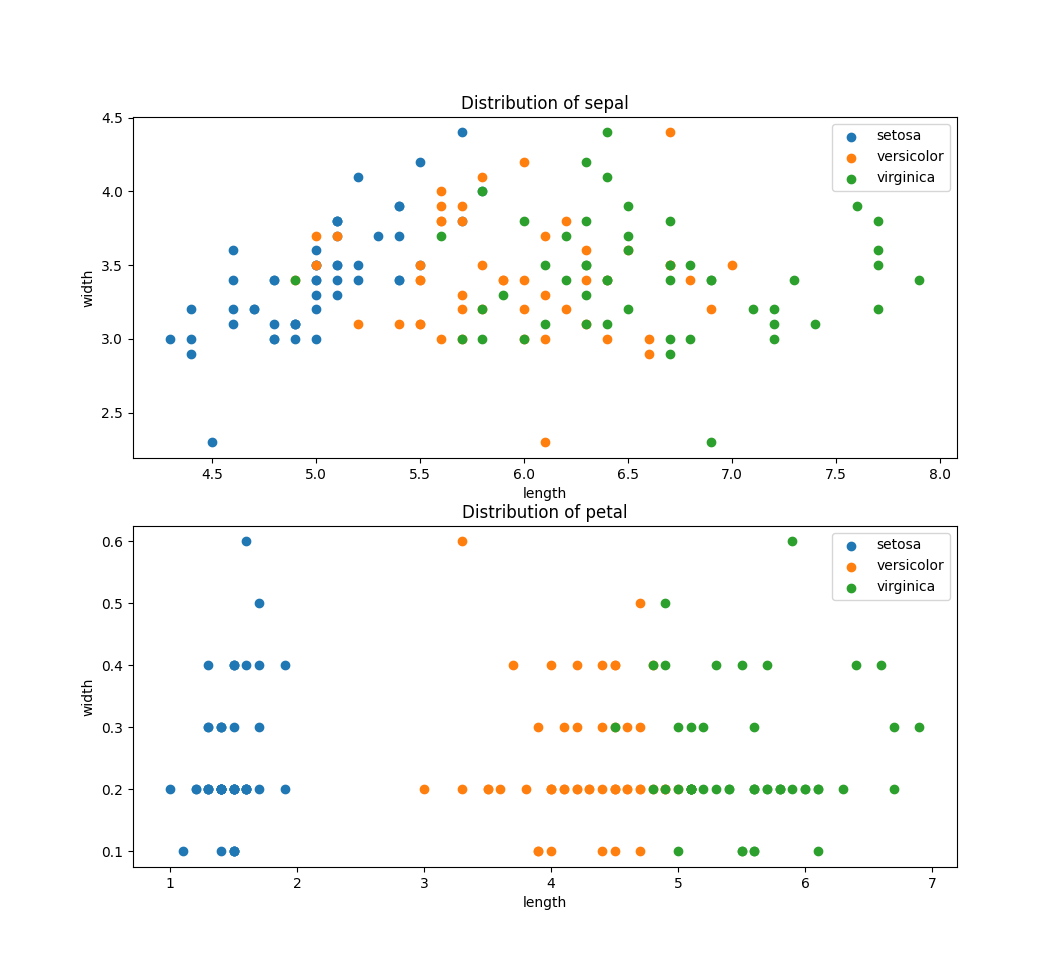 Distribution of sepal
4.5
4.0
3.5
3.0
2.5
width
setosa
versicolor
virginica
4.5 5.0 5.5 6.0 6.5 7.0 7.5 8.0
length
Distribution of petal
0.6
0.5
0.4
0.3
0.2
0.1
width
setosa
versicolor
virginica
1 2 3 4 5 6 7
length